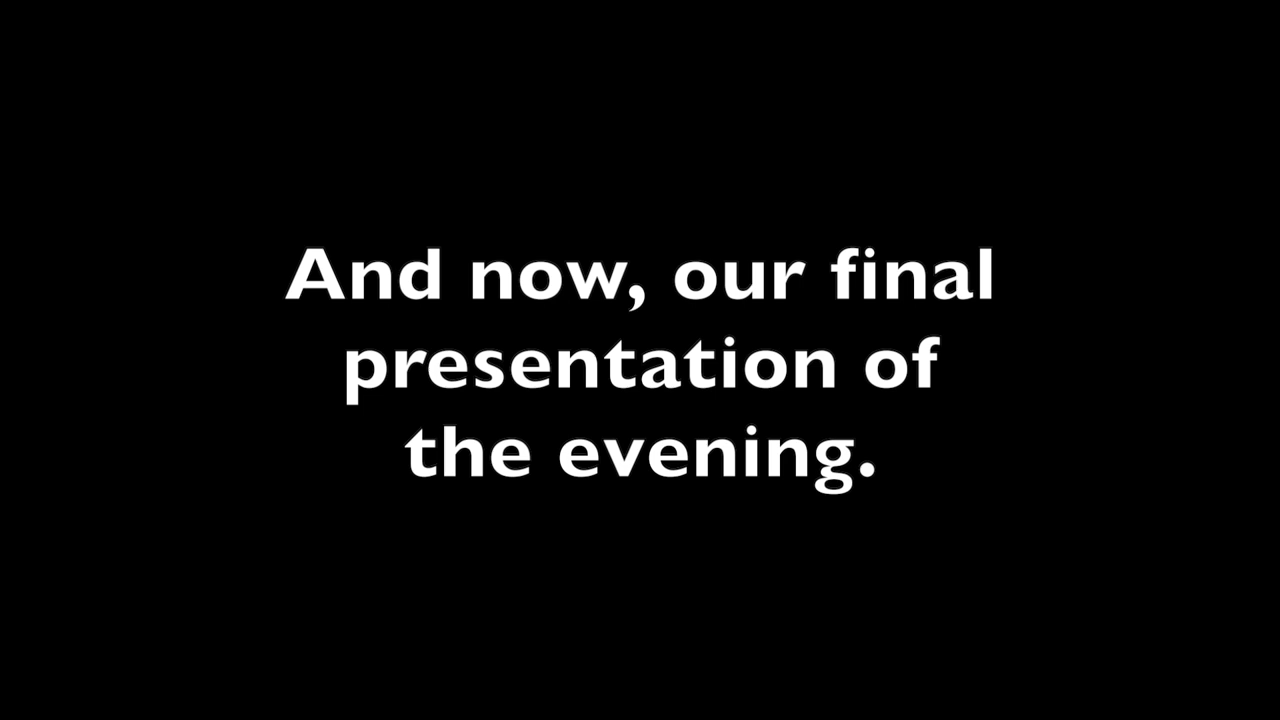 And now, our final
presentation of
the evening.